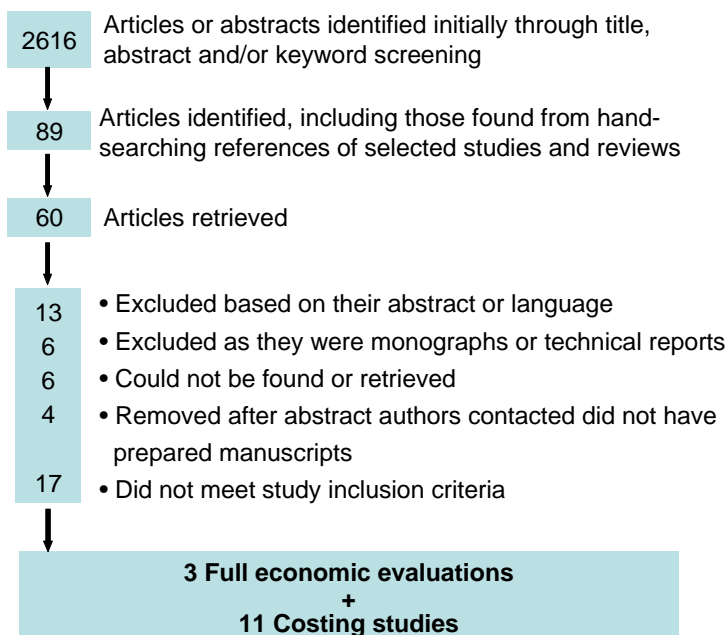 2616
Articles or abstracts identified initially through title,
abstract and/or keyword screening
89
Articles identified, including those found from hand-
searching references of selected studies and reviews
60
Articles retrieved
13
• Excluded based on their abstract or language
6
• Excluded as they were monographs or technical reports
6
• Could not be found or retrieved
4
• Removed after abstract authors contacted did not have
prepared manuscripts
17
• Did not meet study inclusion criteria
3 Full economic evaluations
+
11 Costing studies